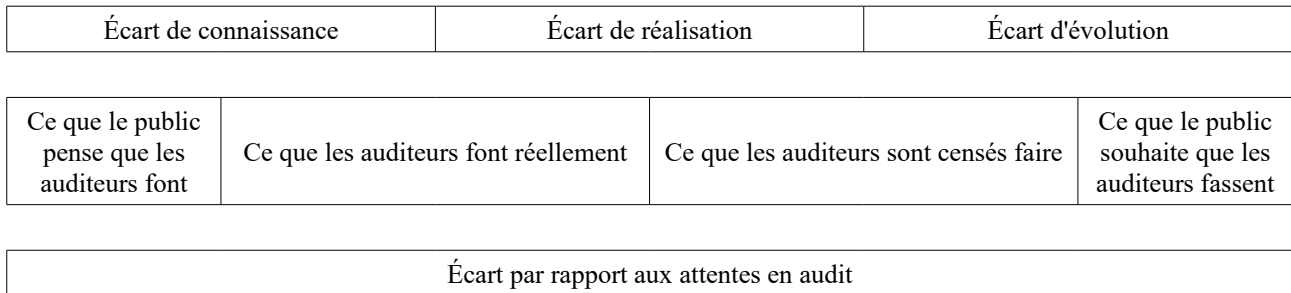 Écart de connaissance Écart de réalisation Écart d'évolution
Ce que le public
pense que les
auditeurs font
Ce que les auditeurs font réellement
Ce que les auditeurs sont censés faire
Ce que le public
souhaite que les
auditeurs fassent
Écart par rapport aux attentes en audit